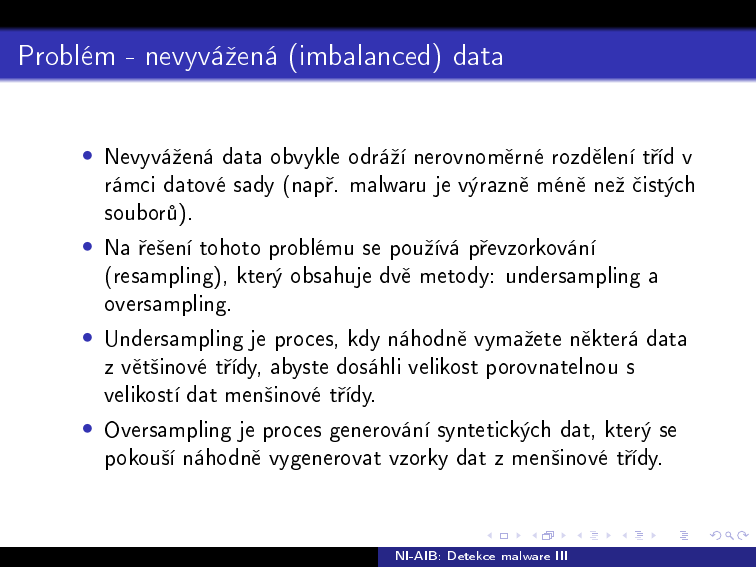 Problém - nevyvážená (imbalanced) data
• Nevyvážená data obvykle odráží nerovnoměrné rozdělení tříd v
rámci datové sady (např. malwaru je výrazně méně než čistých
souborů).
• Na řešení tohoto problému se používá převzorkování
(resampling), který obsahuje dvě metody: undersampling a
oversampling.
• Undersampling je proces, kdy náhodně vymažete některá data
z většinové třídy, abyste dosáhli velikost porovnatelnou s
velikostí dat menšinové třídy.
• Oversampling je proces generování syntetických dat, který se
pokouší náhodně vygenerovat vzorky dat z menšinové třídy.
NI-AIB: Detekce malware III